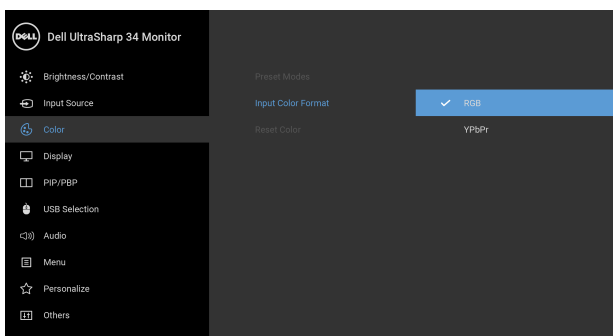 DELL Dell UltraSharp 34 Monitor
Brightness/Contrast
Preset Modes
Input Source
Input Color Format
RGB
Color
Reset Color
YPbPr
Display
PIP/PBP
USB Selection
Audio
Menu
Personalize
Others